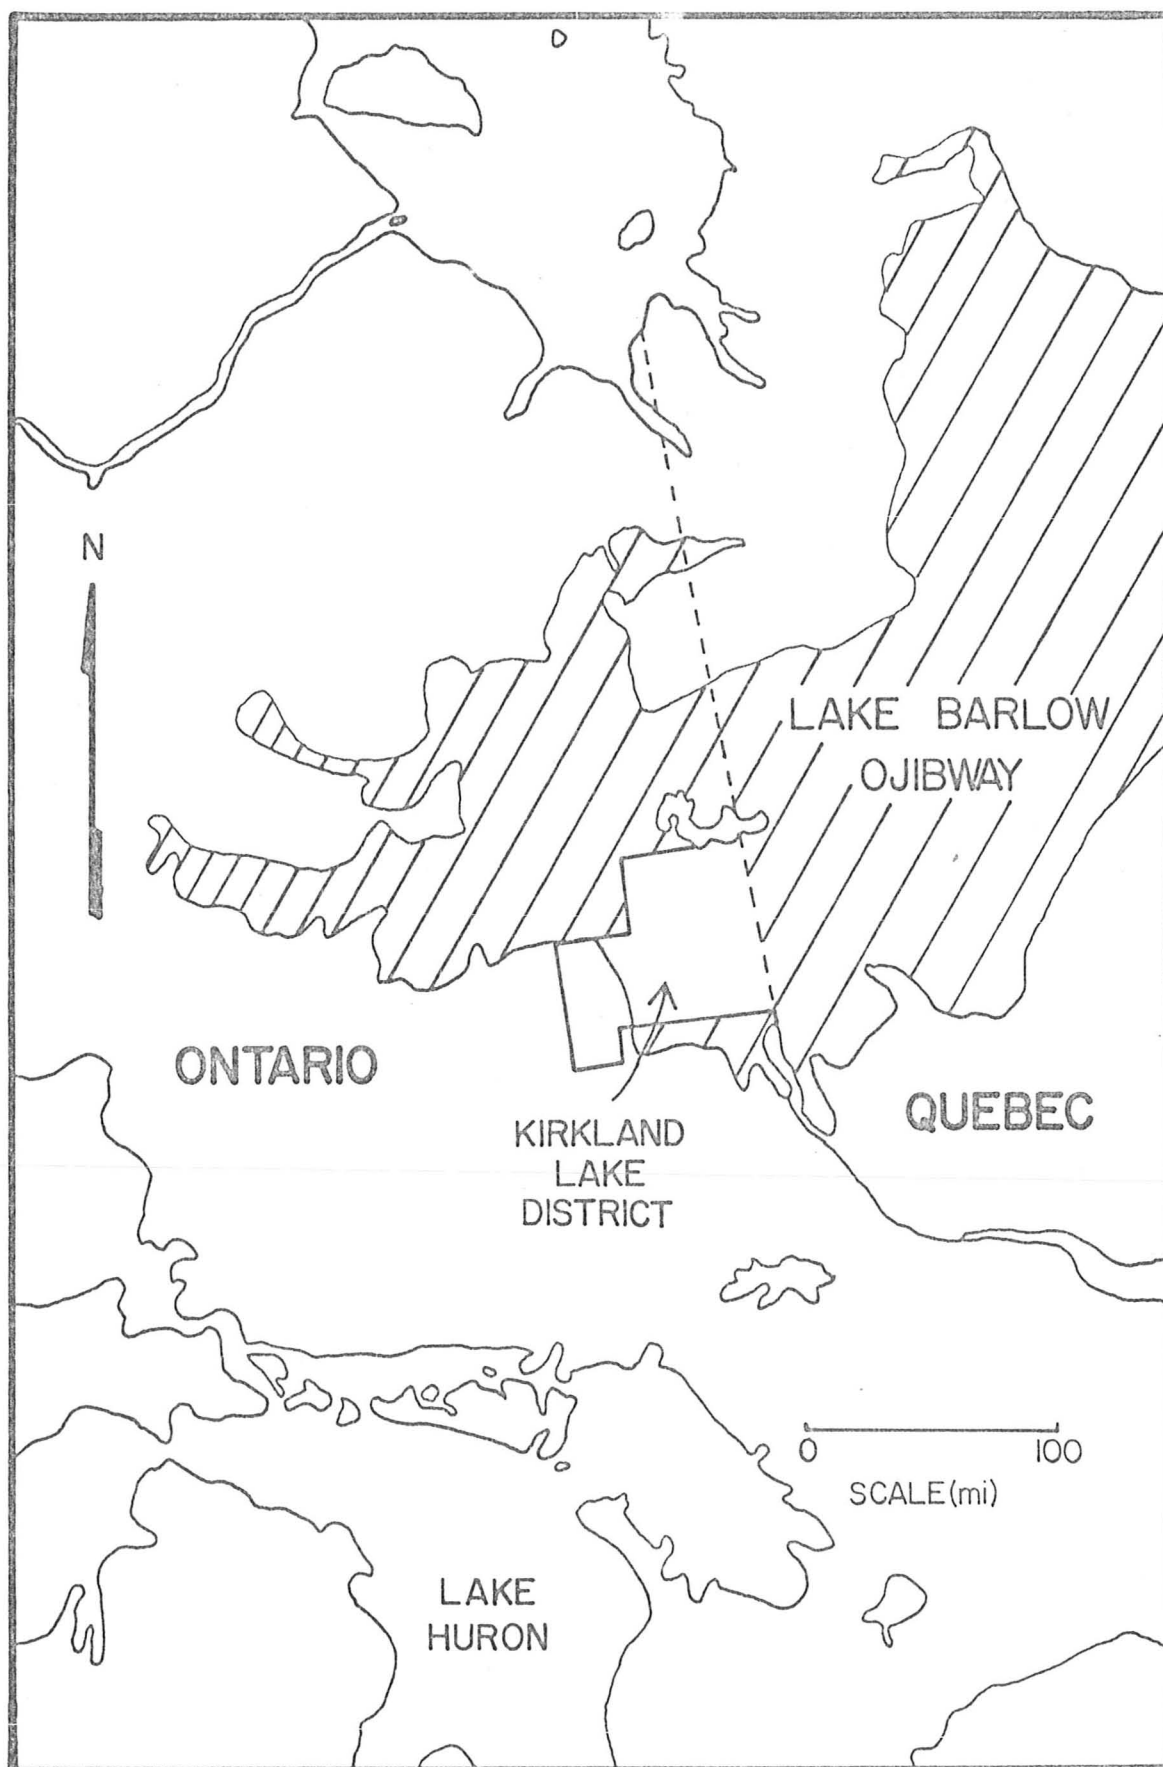 N
LAKE BARLOW
OJIBWAY
ONTARIO
QUEBEC
KIRKLAND
LAKE
DISTRICT
0 100
SCALE (mi)
LAKE
HURON